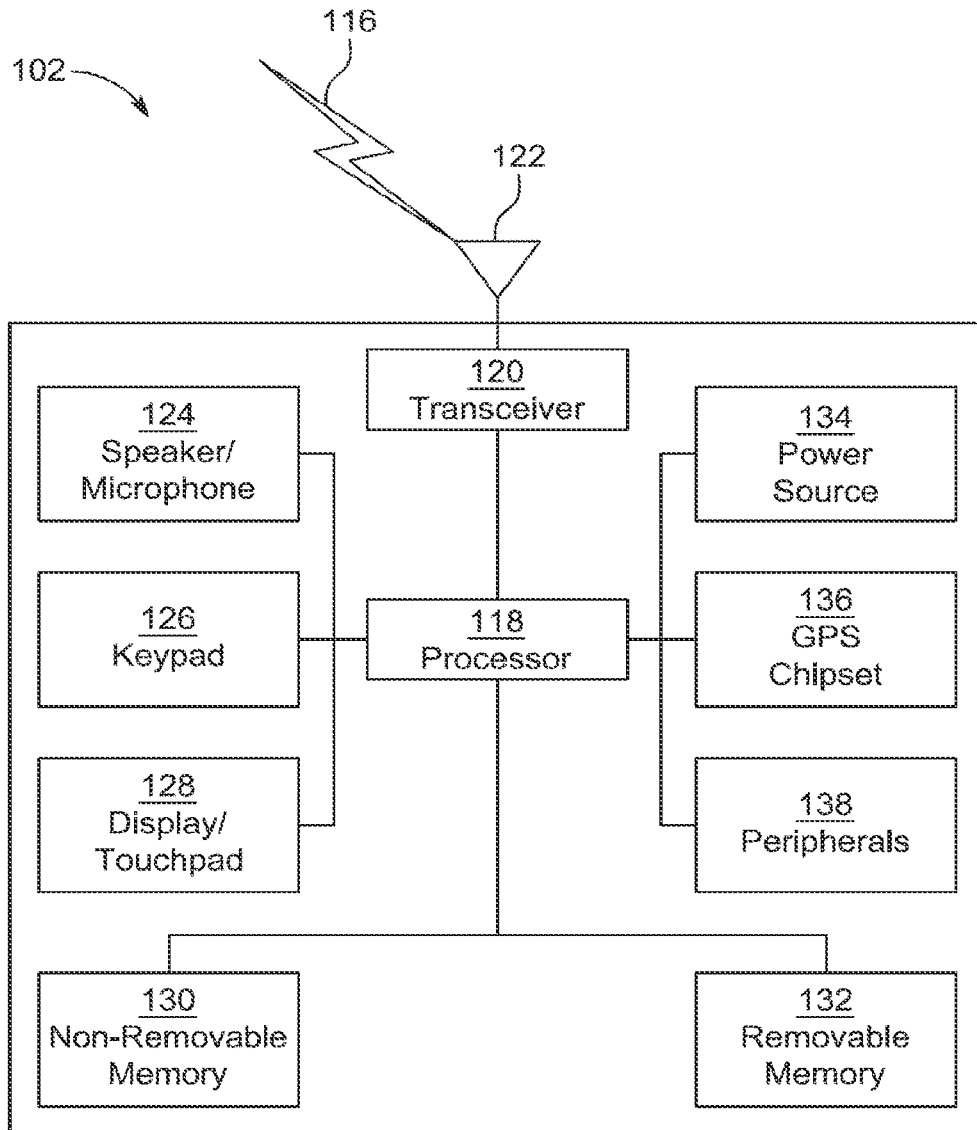 116
102
122
120
Transceiver
124
Speaker/
Microphone
134
Power
Source
126
Keypad
118
Processor
136
GPS
Chipset
128
Display/
Touchpad
138
Peripherals
130
Non-Removable
Memory
132
Removable
Memory